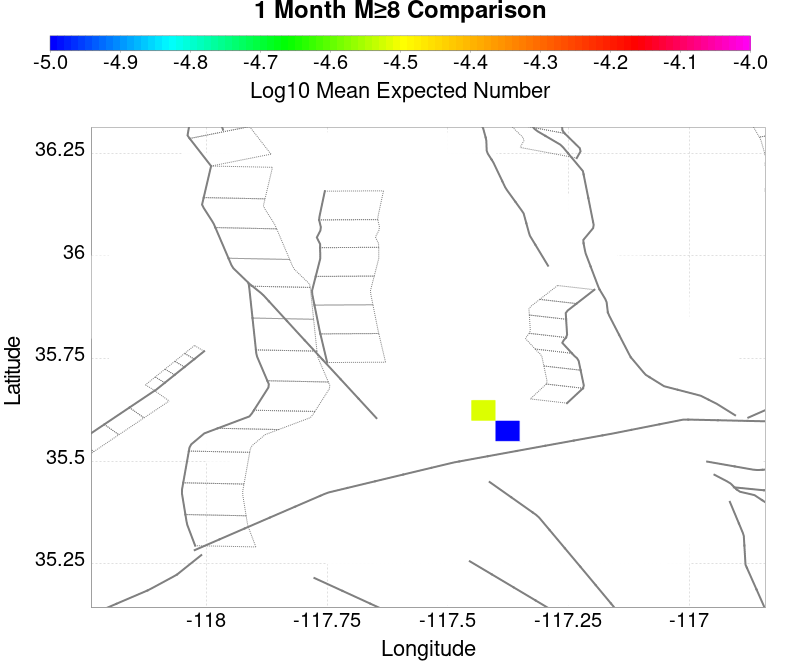 1 Month M≥8 Comparison
-5.0 -4.9 -4.8 -4.7 -4.6 -4.5 -4.4 -4.3 -4.2 -4.1 -4.0
Log10 Mean Expected Number
36.25
36
35.75
35.5
35.25
Latitude
-118 -117.75 -117.5 -117.25 -117
Longitude